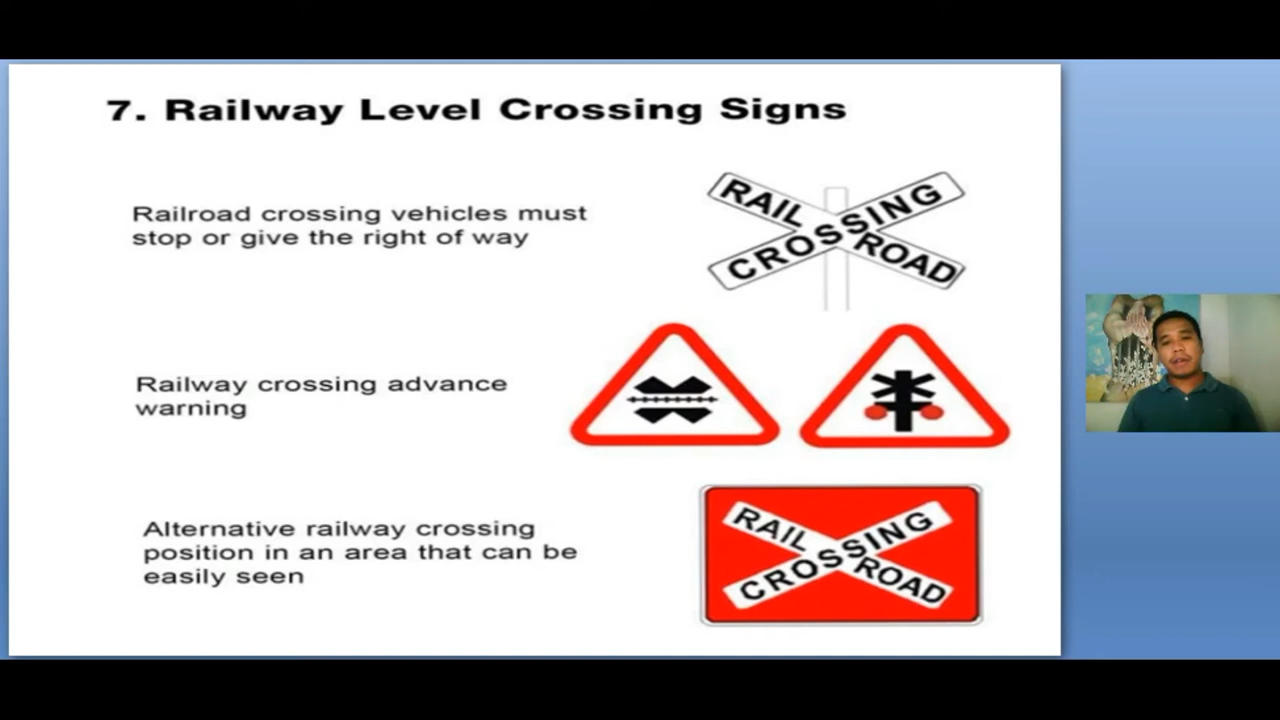 7. Railway Level Crossing Signs
Railroad crossing vehicles must
stop or give the right of way
RAIL ROAD
CROSSING
Railway crossing advance
warning
Alternative railway crossing
position in an area that can be
easily seen
RAIL ROAD
CROSSING